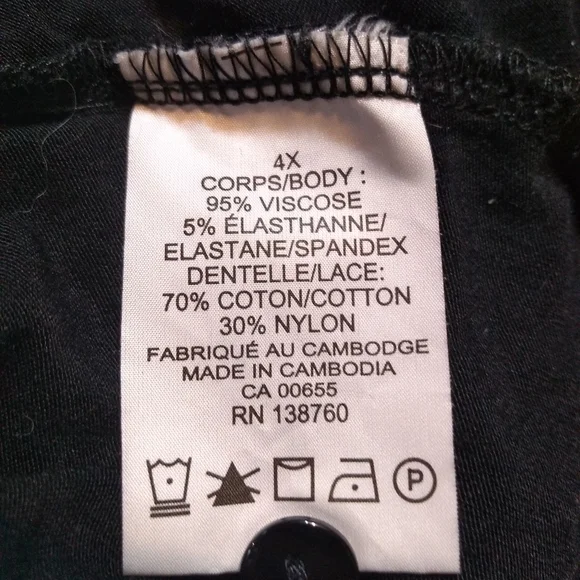 4X
CORPS/BODY :
95% VISCOSE
5% ÉLASTHANNE/
ELASTANE/SPANDEX
DENTELLE/LACE:
70% COTON/COTTON
30% NYLON
FABRIQUÉ AU CAMBODGE
MADE IN CAMBODIA
CA 00655
RN 138760
P